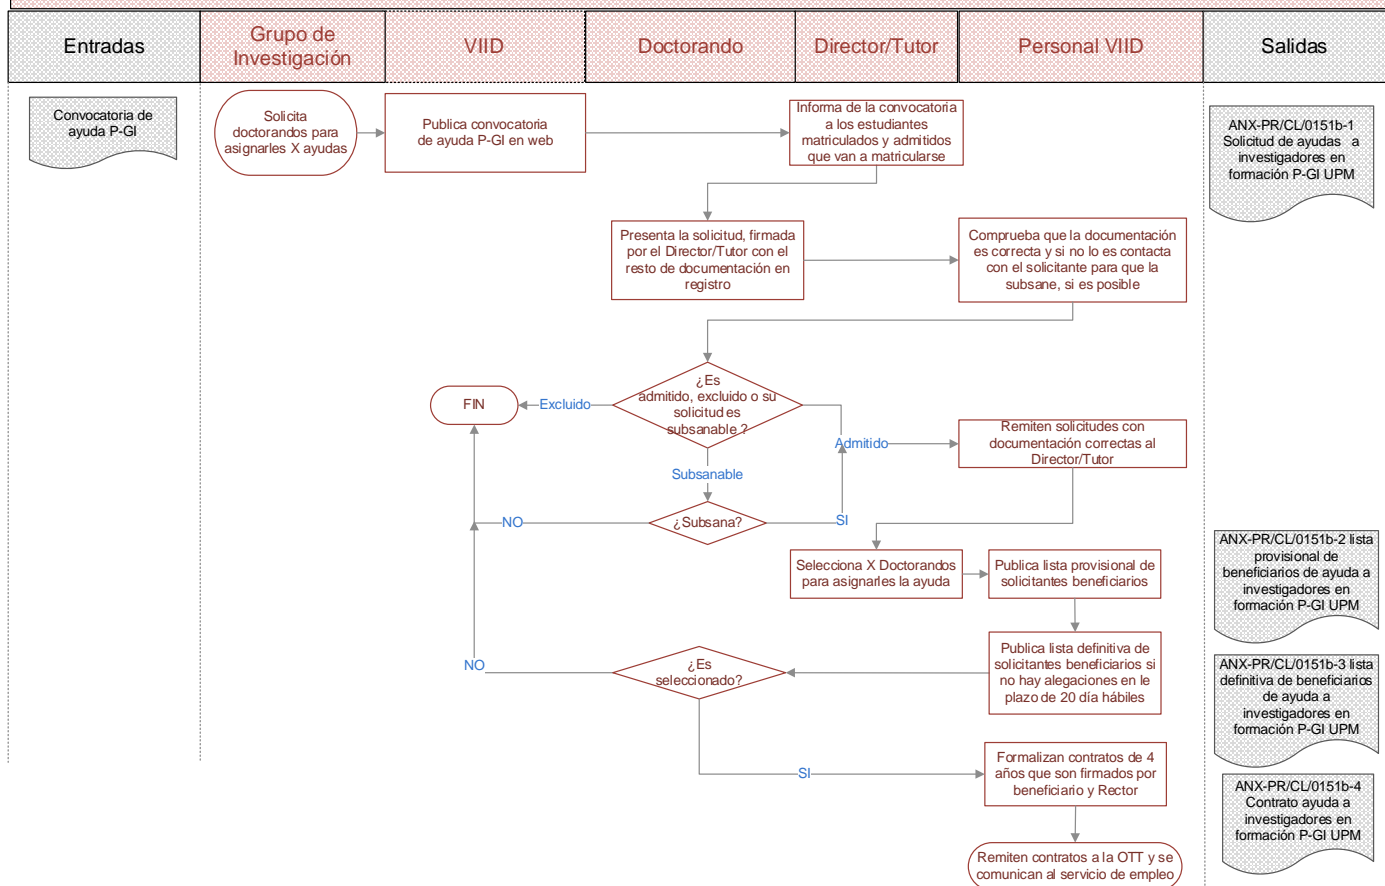 Entradas
Grupo de
Investigación
VIID
Doctorando
Director/Tutor
Personal VIID
Salidas
Convocatoria de
ayuda P-GI
Solicita
doctorandos para
asignarles X ayudas
Publica convocatoria
de ayuda P-GI en web
Informa de la convocatoria
a los estudiantes
matriculados y admitidos
que van a matricularse
ANX-PR/CL/0151b-1
Solicitud de ayudas a
investigadores en
formación P-GI UPM
Presenta la solicitud, firmada
por el Director/Tutor con el
resto de documentación en
registro
Comprueba que la documentación
es correcta y si no lo es contacta
con el solicitante para que la
subsane, si es posible
¿Es
admitido, excluido o su
solicitud es
subsanable ?
Excluido
FIN
Admitido
Remiten solicitudes con
documentación correctas al
Director/Tutor
Subsanable
¿Subsana?
NO
SI
Selecciona X Doctorandos
para asignarles la ayuda
Publica lista provisional de
solicitantes beneficiarios
ANX-PR/CL/0151b-2 lista
provisional de
beneficiarios de ayuda a
investigadores en
formación P-GI UPM
Publica lista definitiva de
solicitantes beneficiarios si
no hay alegaciones en le
plazo de 20 día hábiles
¿Es
seleccionado?
NO
ANX-PR/CL/0151b-3 lista
definitiva de beneficiarios
de ayuda a
investigadores en
formación P-GI UPM
SI
Formalizan contratos de 4
años que son firmados por
beneficiario y Rector
ANX-PR/CL/0151b-4
Contrato ayuda a
investigadores en
formación P-GI UPM
Remiten contratos a la OTT y se
comunican al servicio de empleo